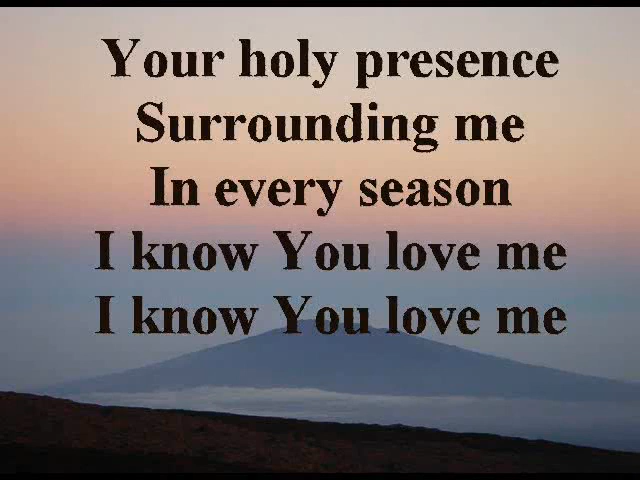 Your holy presence
Surrounding me
In every season
I know You love me
I know You love me